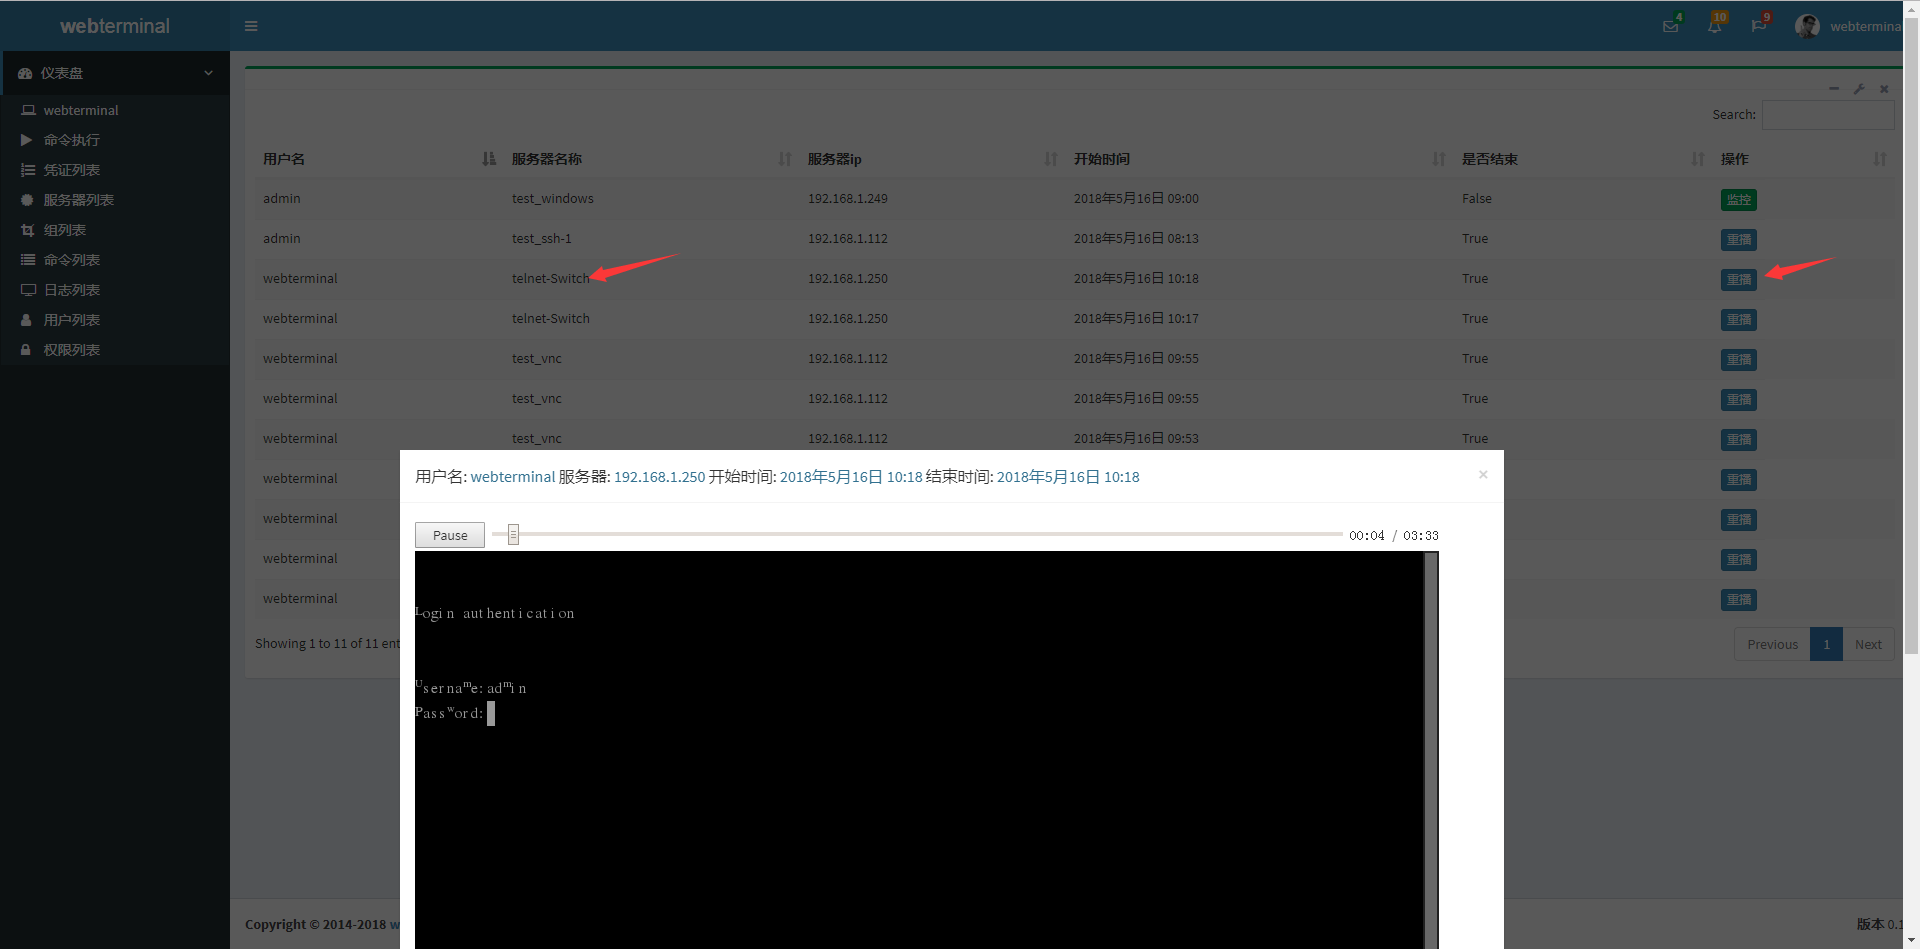 webterminal
4
10
9
webtermina
仪表盘
webterminal
命令执行
凭证列表
服务器列表
组列表
命令列表
日志列表
用户列表
权限列表
Search:
用户名 服务器名称 服务器ip 开始时间 是否结束 操作
admin test_windows 192.168.1.249 2018年5月16日 09:00 False 监控
admin test_ssh-1 192.168.1.112 2018年5月16日 08:13 True 重播
webterminal telnet-Switch 192.168.1.250 2018年5月16日 10:18 True 重播
webterminal telnet-Switch 192.168.1.250 2018年5月16日 10:17 True 重播
webterminal test_vnc 192.168.1.112 2018年5月16日 09:55 True 重播
webterminal test_vnc 192.168.1.112 2018年5月16日 09:55 True 重播
webterminal test_vnc 192.168.1.112 2018年5月16日 09:53 True 重播
webterminal 重播
webterminal 重播
webterminal 重播
webterminal 重播
Showing 1 to 11 of 11 ent
Previous 1 Next
用户名: webterminal 服务器: 192.168.1.250 开始时间: 2018年5月16日 10:18 结束时间: 2018年5月16日 10:18
×
Pause 00:04 / 03:33
Login authentication
Username:admin
Password:
Copyright © 2014-2018 w
版本 0.1